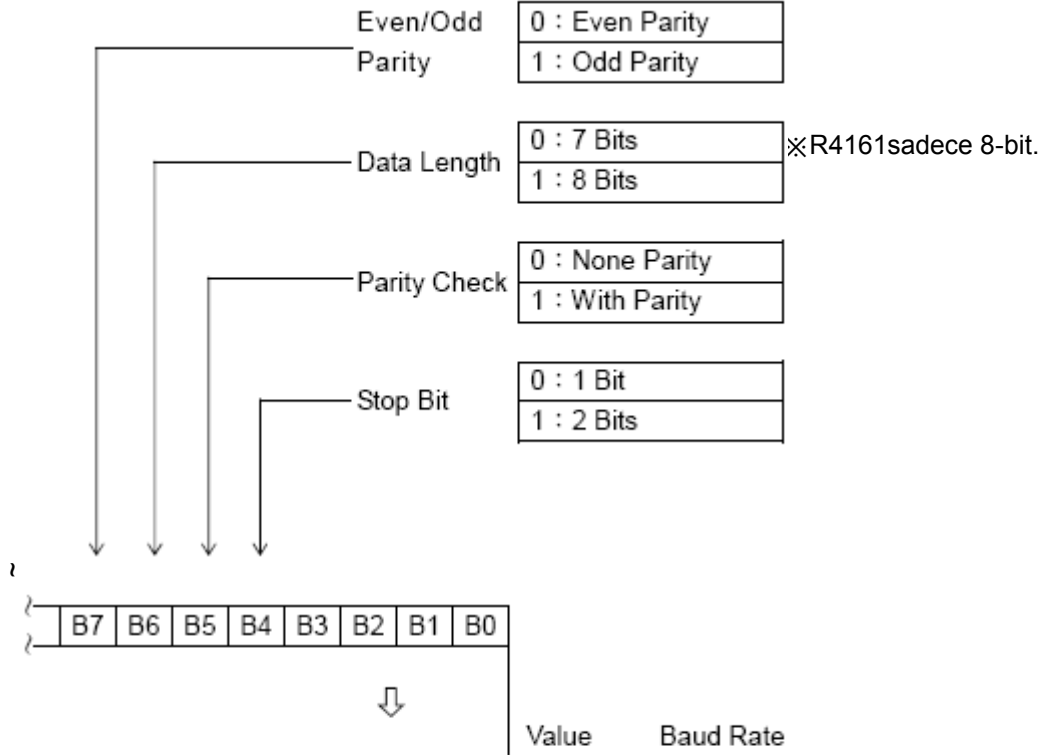 Even/Odd
Parity
0：Even Parity
1：Odd Parity
Data Length
0：7 Bits
1：8 Bits
※R4161sadece 8-bit.
Parity Check
0：None Parity
1：With Parity
Stop Bit
0：1 Bit
1：2 Bits
B7 B6 B5 B4 B3 B2 B1 B0
Value Baud Rate